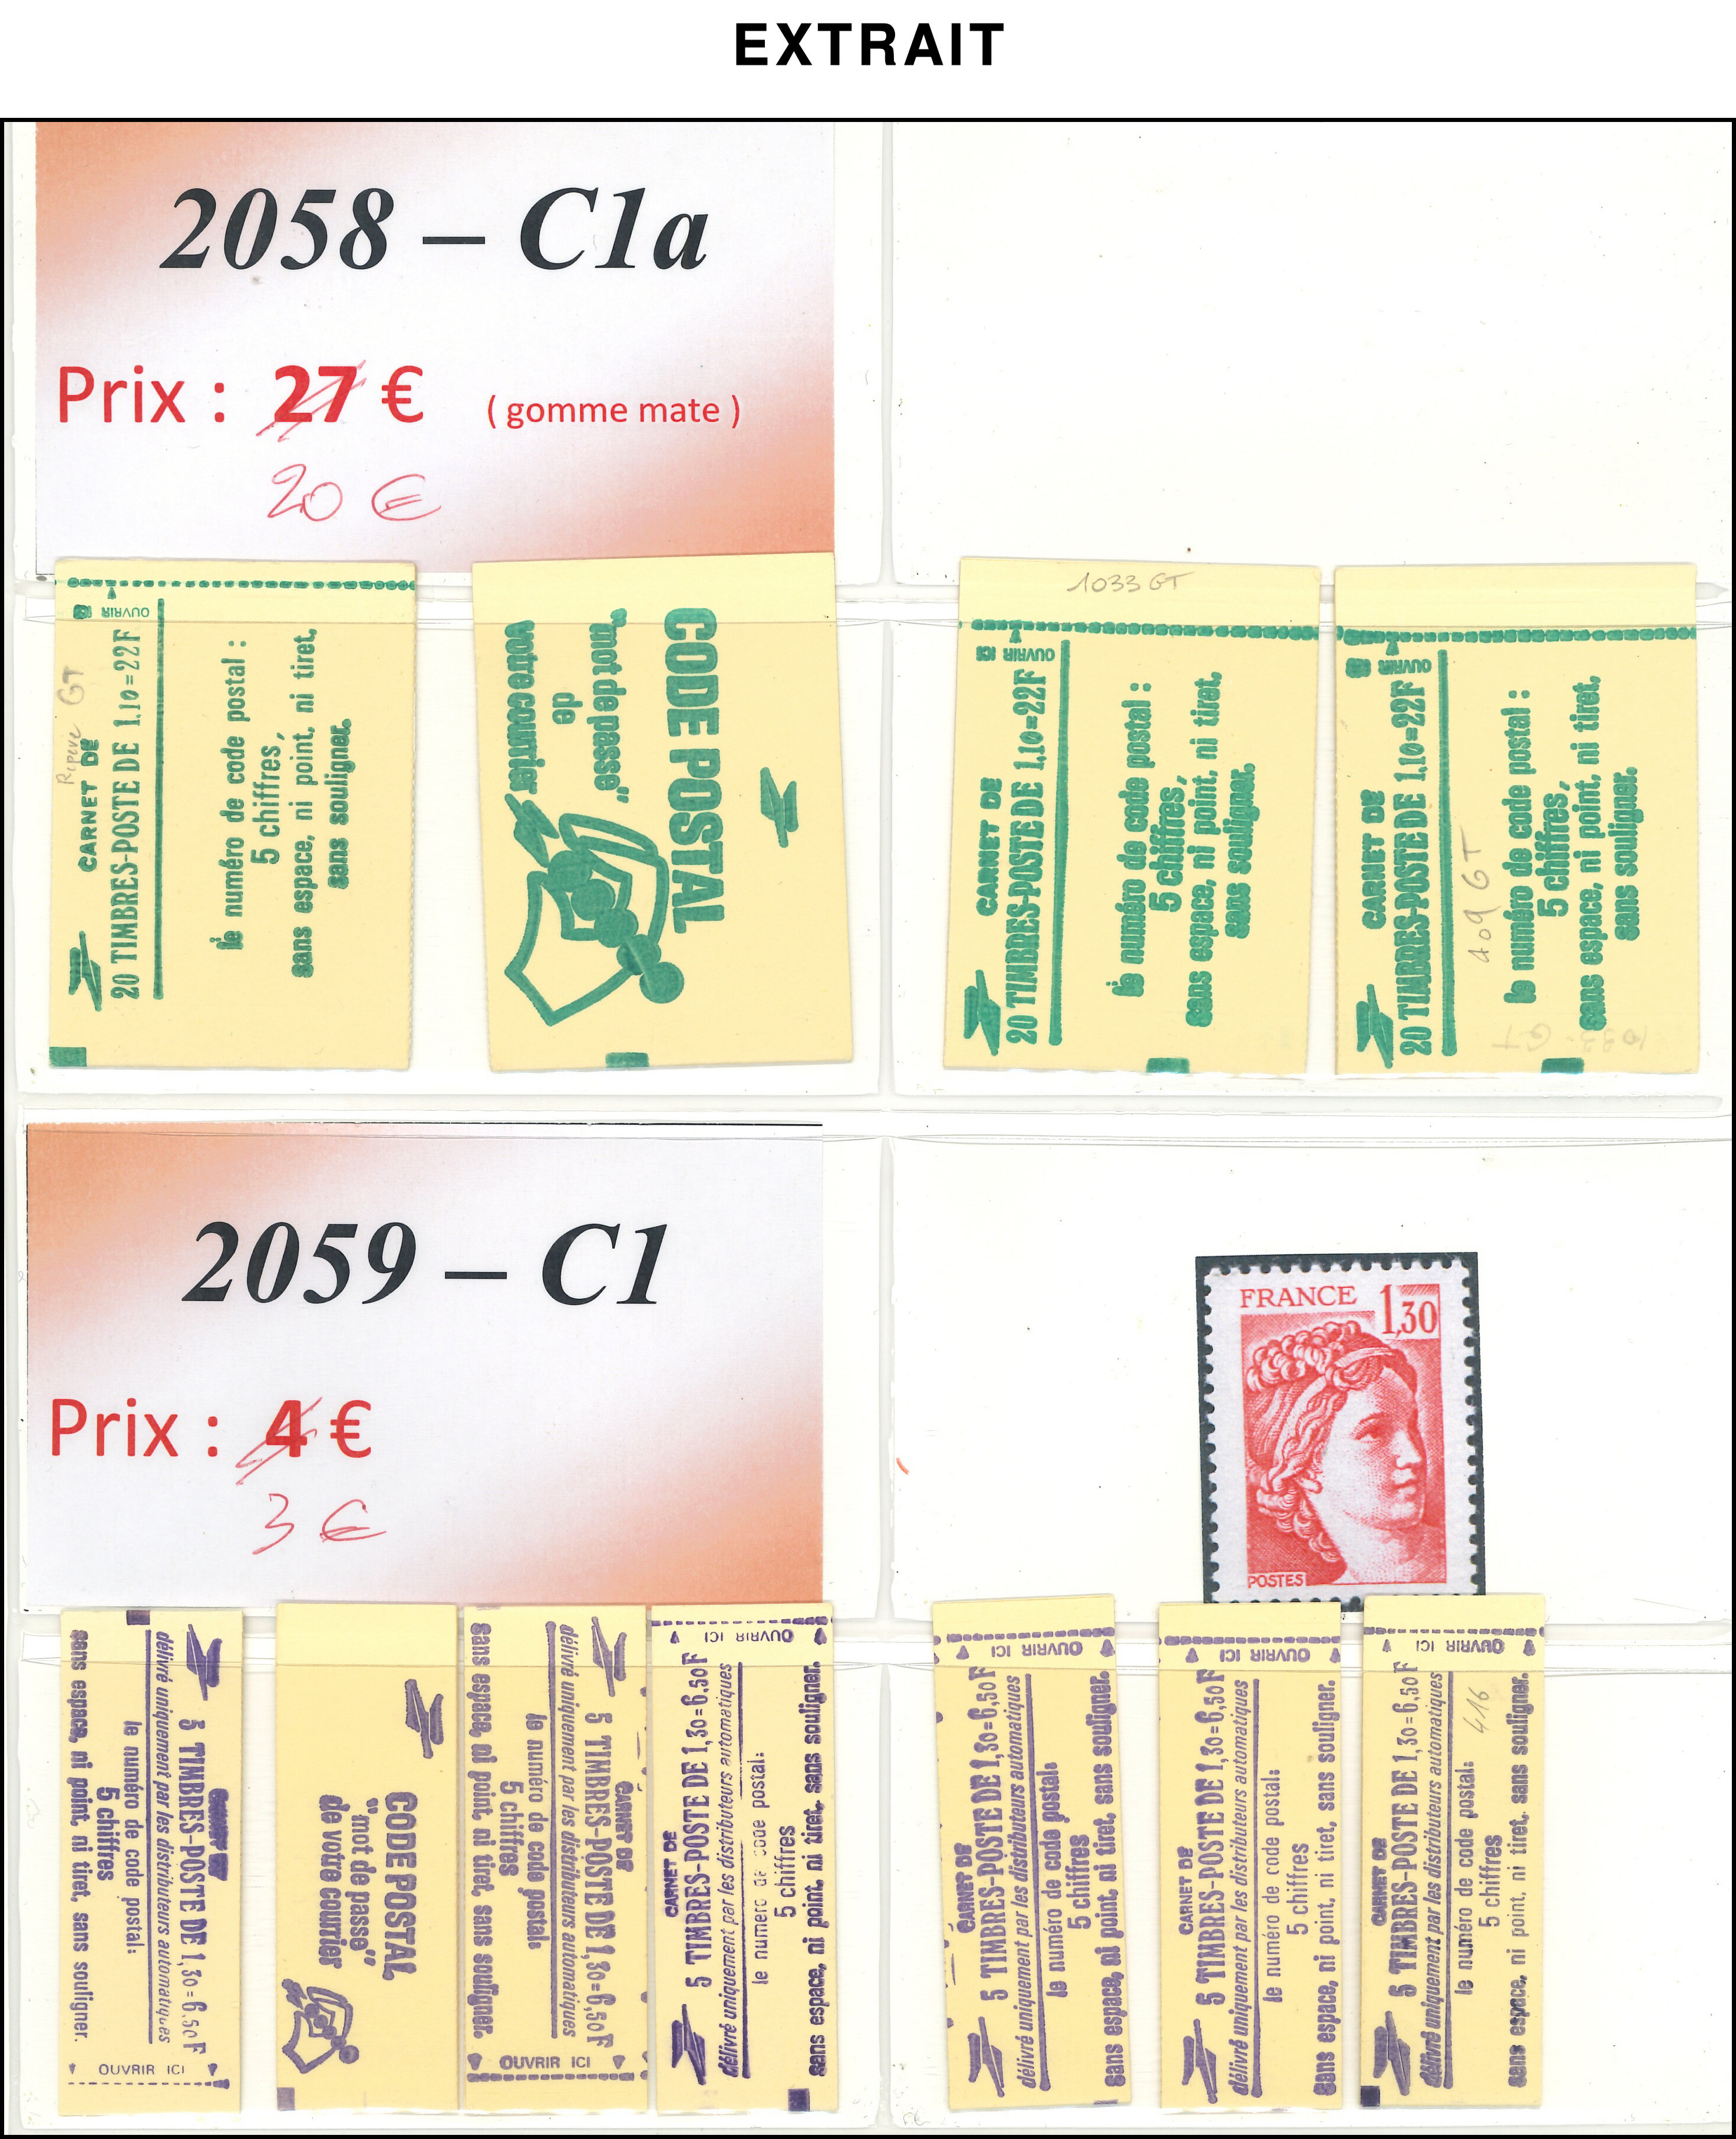 EXTRAIT
2058 – C1a
Prix : 27 € ( gomme mate )
20 €
OUVRIR ICI
Repère GT
CARNET DE
20 TIMBRES-POSTE DE 1.10=22F
le numéro de code postal :
5 chiffres,
sans espace, ni point, ni tiret,
sans souligner.
CODE POSTAL
"mot de passe"
de
votre courrier
1033 GT
OUVRIR ICI
CARNET DE
20 TIMBRES-POSTE DE 1,10=22F
le numéro de code postal :
5 chiffres,
sans espace, ni point, ni tiret,
sans souligner.
OUVRIR ICI
CARNET DE
20 TIMBRES-POSTE DE 1,10=22F
409 GT
le numéro de code postal :
5 chiffres,
sans espace, ni point, ni tiret,
sans souligner.
1033 GT
2059 – C1
Prix : 4 €
3 €
FRANCE 1,30
POSTES
CARNET DE
5 TIMBRES-POSTE DE 1,30=6,50F
délivré uniquement par les distributeurs automatiques
le numéro de code postal:
5 chiffres
sans espace, ni point, ni tiret, sans souligner.
OUVRIR ICI
CODE POSTAL
"mot de passe"
de votre courrier
CARNET DE
5 TIMBRES-POSTE DE 1,30=6,50F
délivré uniquement par les distributeurs automatiques
le numéro de code postal:
5 chiffres
sans espace, ni point, ni tiret, sans souligner.
OUVRIR ICI
OUVRIR ICI
CARNET DE
5 TIMBRES-POSTE DE 1,30=6,50F
délivré uniquement par les distributeurs automatiques
le numero de code postal:
5 chiffres
sans espace, ni point, ni tiret, sans souligner.
OUVRIR ICI
CARNET DE
5 TIMBRES-POSTE DE 1,30=6,50F
délivré uniquement par les distributeurs automatiques
le numéro de code postal:
5 chiffres
sans espace, ni point, ni tiret, sans souligner.
OUVRIR ICI
CARNET DE
5 TIMBRES-POSTE DE 1,30=6,50F
délivré uniquement par les distributeurs automatiques
le numéro de code postal:
5 chiffres
sans espace, ni point, ni tiret, sans souligner.
OUVRIR ICI
CARNET DE
5 TIMBRES-POSTE DE 1,30=6,50F
délivré uniquement par les distributeurs automatiques
416
le numéro de code postal:
5 chiffres
sans espace, ni point, ni tiret, sans souligner.